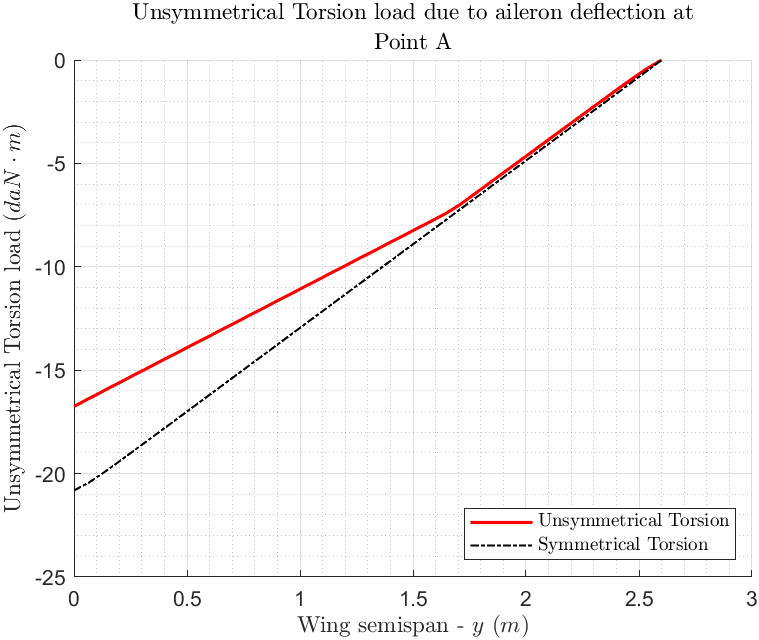 Unsymmetrical Torsion load due to aileron deflection at
Point A
Unsymmetrical Torsion load (daN · m)
0
-5
-10
-15
-20
-25
0 0.5 1 1.5 2 2.5 3
Wing semispan - y (m)
Unsymmetrical Torsion
Symmetrical Torsion